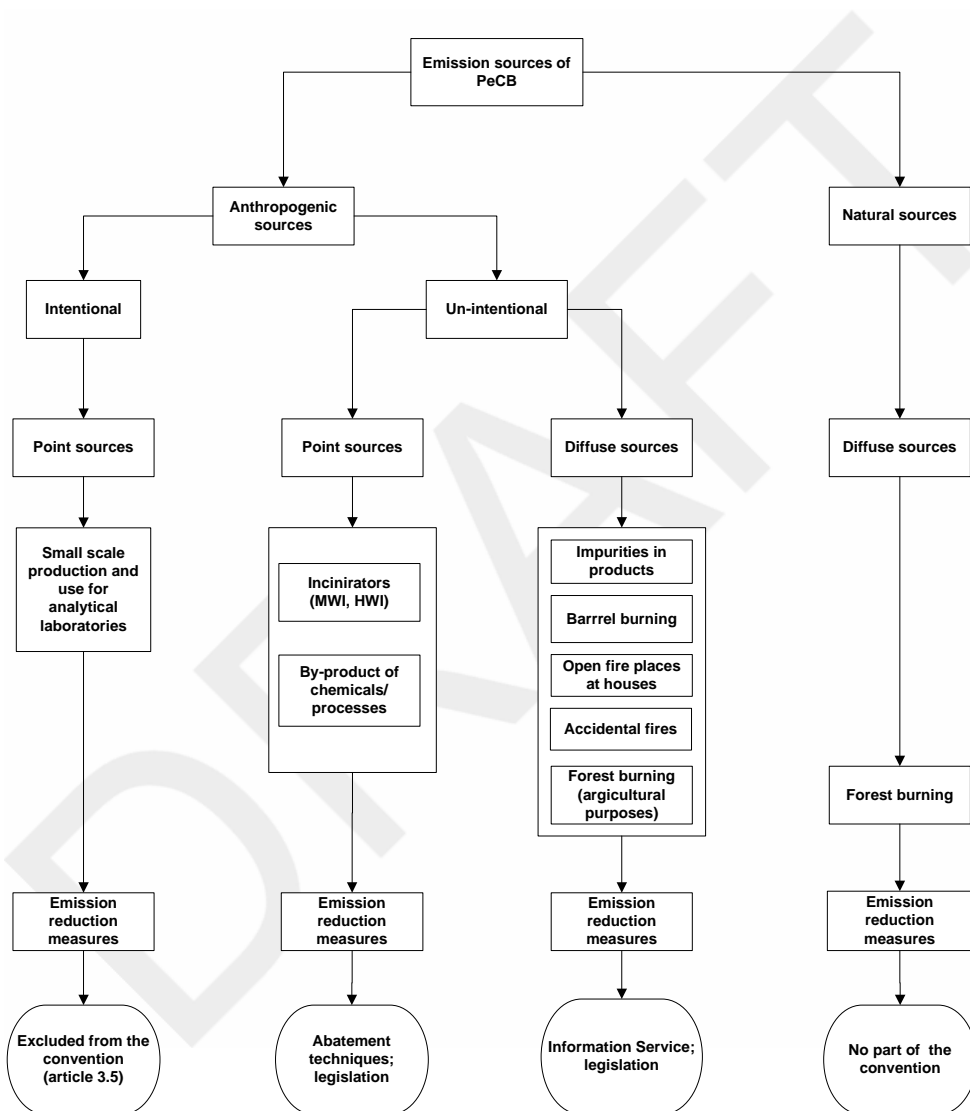 Emission sources of
PeCB
Anthropogenic
sources
Natural sources
Intentional
Un-intentional
Point sources
Point sources
Diffuse sources
Diffuse sources
Small scale
production and
use for
analytical
laboratories
Incinirators
(MWI, HWI)
By-product of
chemicals/
processes
Impurities in
products
Barrrel burning
Open fire places
at houses
Accidental fires
Forest burning
(argicultural
purposes)
Forest burning
Emission
reduction
measures
Emission
reduction
measures
Emission
reduction
measures
Emission
reduction
measures
Excluded from the
convention
(article 3.5)
Abatement
techniques;
legislation
Information Service;
legislation
No part of the
convention
DRAFT